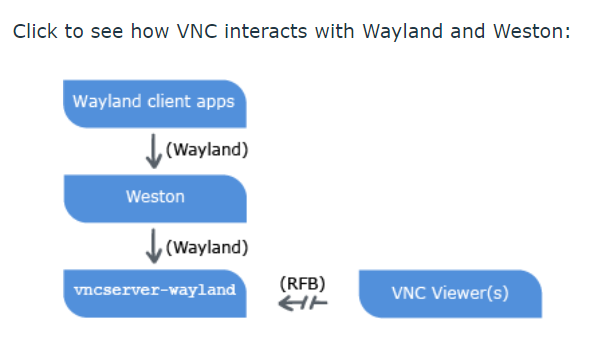 Click to see how VNC interacts with Wayland and Weston:
Wayland client apps
(Wayland)
Weston
(Wayland)
vncserver-wayland
(RFB)
VNC Viewer(s)